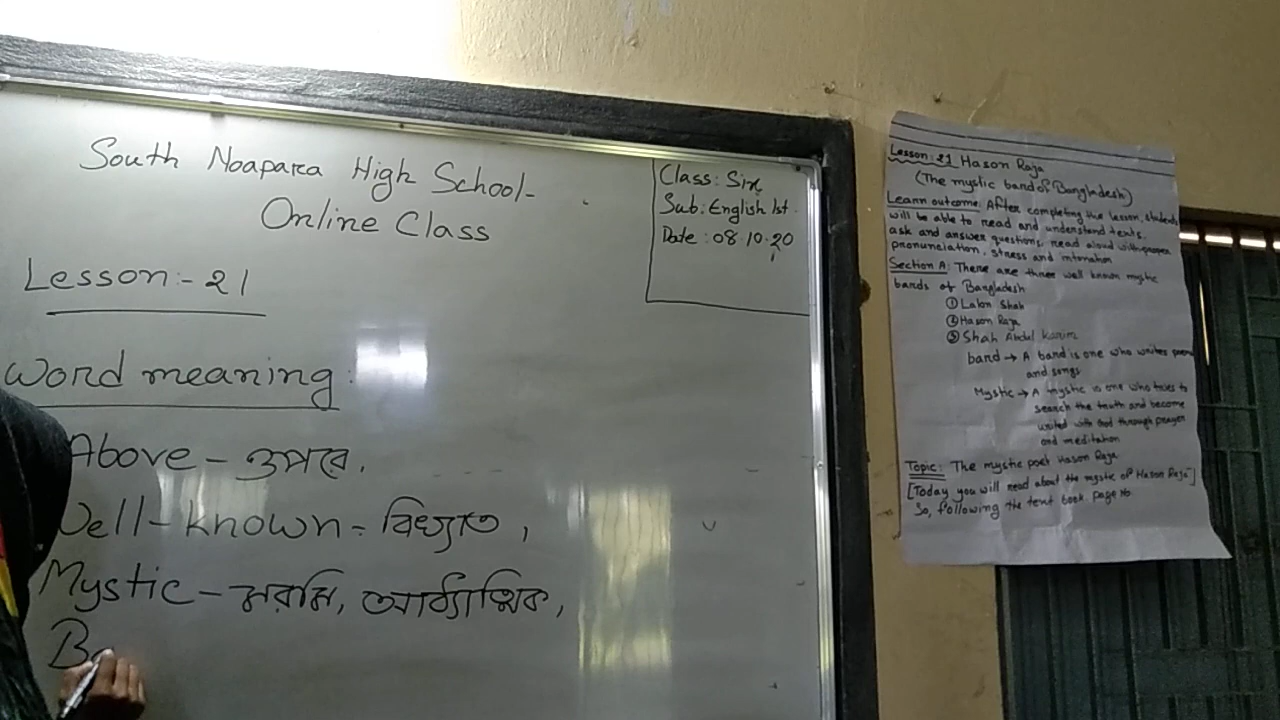 South Noapara High School-
Online Class
Class: Six
Sub: English 1st
Date: 08.10.20
Lesson:-21
Word meaning:
Above - উপরে,
Well-known - বিখ্যাত,
Mystic - মরমি, আধ্যাত্মিক,
Ba
Lesson: 21 Hason Raja
(The mystic band of Bangladesh)
Learn outcome: After completing the lesson, students
will be able to read and understand texts.
ask and answer questions, read aloud with proper
pronunciation, stress and intonation
Section A: There are three well known mystic
bands of Bangladesh
① Lalon Shah
② Hason Raja
③ Shah Abdul Karim
band → A band is one who writes poem
and songs
Mystic → A mystic is one who tries to
search the truth and become
united with God through prayer
and meditation
Topic: The mystic poet Hason Raja
[Today you will read about the mystic of Hason Raja]
So, following the text book. page